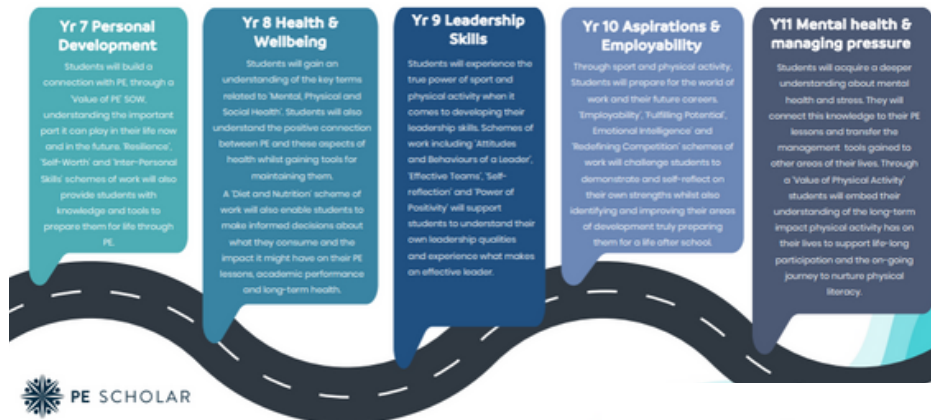 Yr 7 Personal
Development
Students will build a
connection with PE, through a
'Value of PE' SOW,
understanding the important
part it can play in their life now
and in the future. 'Resilience',
'Self-Worth' and 'Inter-Personal
Skills' schemes of work will also
provide students with
knowledge and tools to
prepare them for life through
PE.
Yr 8 Health &
Wellbeing
Students will gain an
understanding of the key terms
related to 'Mental, Physical and
Social Health'. Students will also
understand the positive connection
between PE and these aspects of
health whilst gaining tools for
maintaining them.
A 'Diet and Nutrition' scheme of
work will also enable students to
make informed decisions about
what they consume and the
impact it might have on their PE
lessons, academic performance
and long-term health.
Yr 9 Leadership
Skills
Students will experience the
true power of sport and
physical activity when it
comes to developing their
leadership skills. Schemes of
work including 'Attitudes
and Behaviours of a Leader',
'Effective Teams', 'Self-
reflection' and 'Power of
Positivity' will support
students to understand their
own leadership qualities
and experience what makes
an effective leader.
Yr 10 Aspirations &
Employability
Through sport and physical activity,
Students will prepare for the world of
work and their future careers.
'Employability', 'Fulfilling Potential',
Emotional Intelligence' and
'Redefining Competition' schemes of
work will challenge students to
demonstrate and self-reflect on
their own strengths whilst also
identifying and improving their areas
of development truly preparing
them for a life after school.
Y11 Mental health &
managing pressure
Students will acquire a deeper
understanding about mental
health and stress. They will
connect this knowledge to their PE
lessons and transfer the
management tools gained to
other areas of their lives. Through
a 'Value of Physical Activity'
students will embed their
understanding of the long-term
impact physical activity has on
their lives to support life-long
participation and the on-going
journey to nurture physical
literacy.
PE SCHOLAR